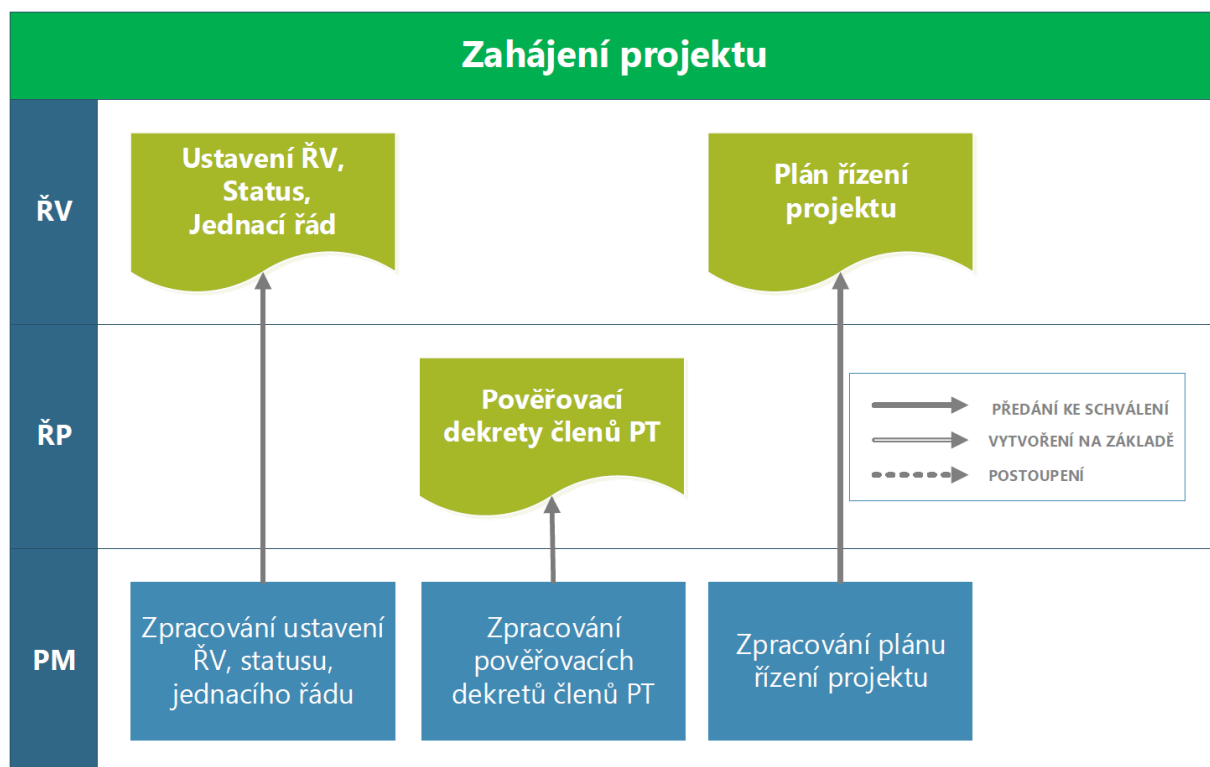 Zahájení projektu
ŘV
Ustavení ŘV,
Status,
Jednací řád
Plán řízení
projektu
ŘP
Pověřovací
dekrety členů PT
PŘEDÁNÍ KE SCHVÁLENÍ
VYTVOŘENÍ NA ZÁKLADĚ
POSTOUPENÍ
PM
Zpracování ustavení
ŘV, statusu,
jednacího řádu
Zpracování
pověřovacích
dekretů členů PT
Zpracování plánu
řízení projektu